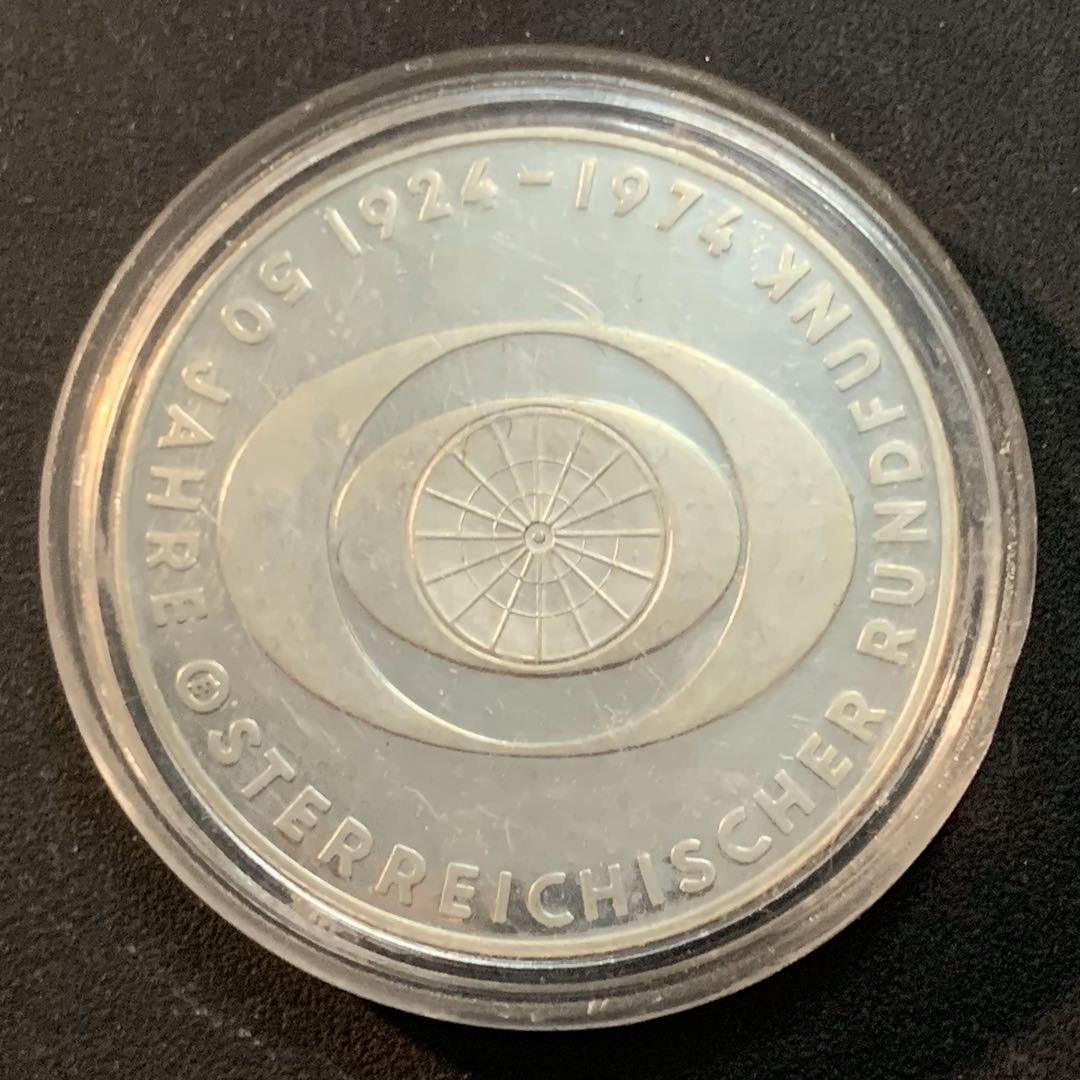 50 JAHRE ÖSTERREICHISCHER RUNDFUNK
1924-1974